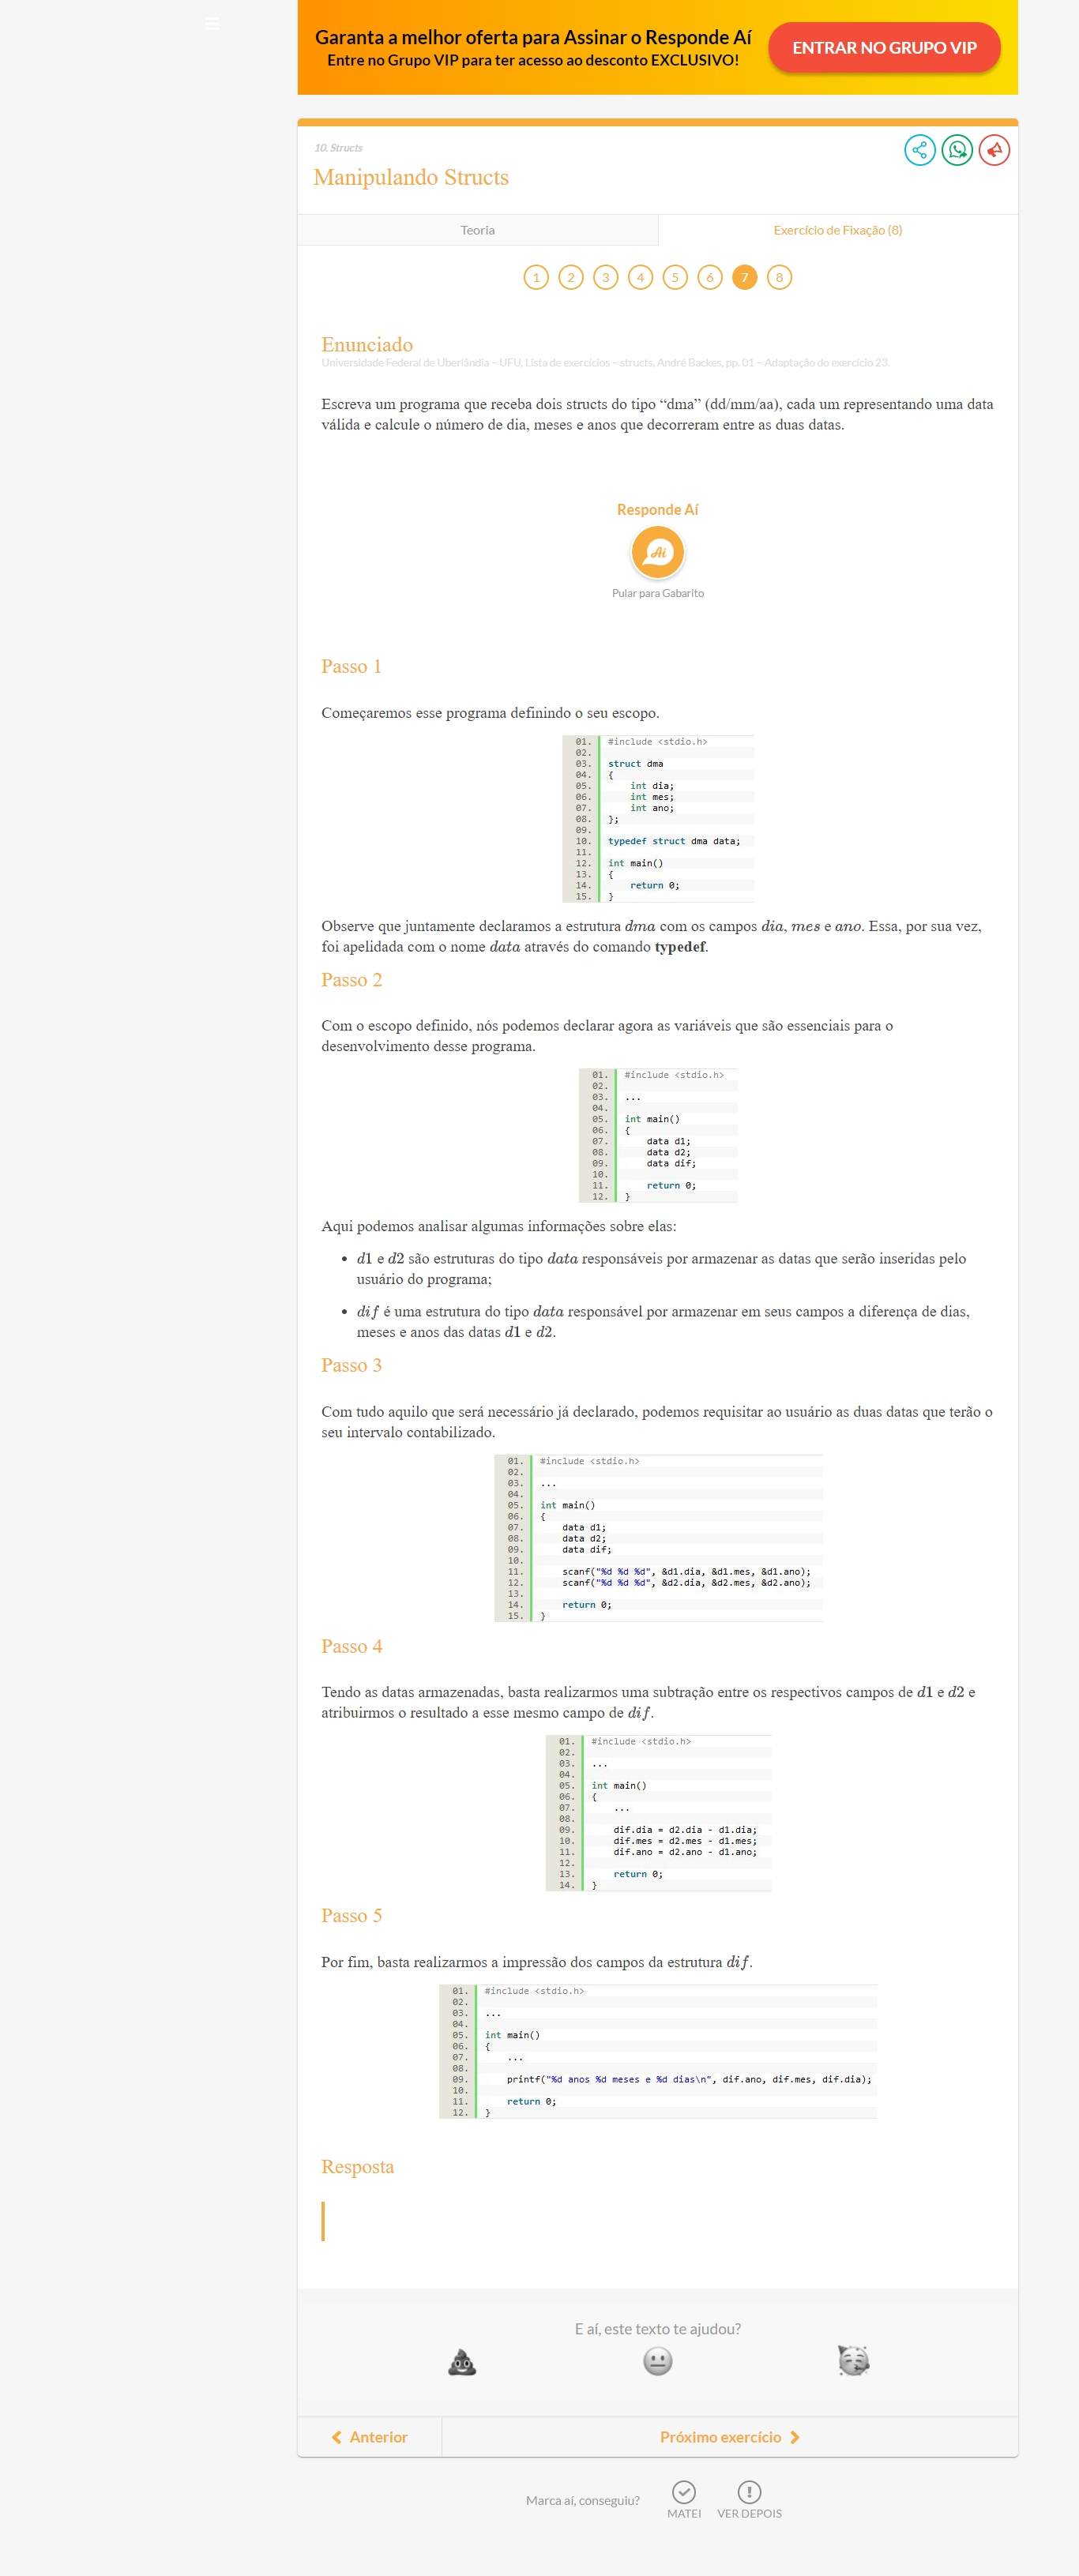 Garanta a melhor oferta para Assinar o Responde Aí
Entre no Grupo VIP para ter acesso ao desconto EXCLUSIVO!
ENTRAR NO GRUPO VIP
10. Structs
Manipulando Structs
Teoria
Exercício de Fixação (8)
1 2 3 4 5 6 7 8
Enunciado
Universidade Federal de Uberlândia – UFU, Lista de exercícios – structs, André Backes, pp. 01 – Adaptação do exercício 23.
Escreva um programa que receba dois structs do tipo “dma” (dd/mm/aa), cada um representando uma data
válida e calcule o número de dia, meses e anos que decorreram entre as duas datas.
Responde Aí
Aí
Pular para Gabarito
Passo 1
Começaremos esse programa definindo o seu escopo.
01. #include <stdio.h>
02.
03. struct dma
04. {
05. int dia;
06. int mes;
07. int ano;
08. };
09.
10. typedef struct dma data;
11.
12. int main()
13. {
14. return 0;
15. }
Observe que juntamente declaramos a estrutura dma com os campos dia, mes e ano. Essa, por sua vez,
foi apelidada com o nome data através do comando typedef.
Passo 2
Com o escopo definido, nós podemos declarar agora as variáveis que são essenciais para o
desenvolvimento desse programa.
01. #include <stdio.h>
02.
03. ...
04.
05. int main()
06. {
07. data d1;
08. data d2;
09. data dif;
10.
11. return 0;
12. }
Aqui podemos analisar algumas informações sobre elas:
• d1 e d2 são estruturas do tipo data responsáveis por armazenar as datas que serão inseridas pelo
usuário do programa;
• dif é uma estrutura do tipo data responsável por armazenar em seus campos a diferença de dias,
meses e anos das datas d1 e d2.
Passo 3
Com tudo aquilo que será necessário já declarado, podemos requisitar ao usuário as duas datas que terão o
seu intervalo contabilizado.
01. #include <stdio.h>
02.
03. ...
04.
05. int main()
06. {
07. data d1;
08. data d2;
09. data dif;
10.
11. scanf("%d %d %d", &d1.dia, &d1.mes, &d1.ano);
12. scanf("%d %d %d", &d2.dia, &d2.mes, &d2.ano);
13.
14. return 0;
15. }
Passo 4
Tendo as datas armazenadas, basta realizarmos uma subtração entre os respectivos campos de d1 e d2 e
atribuirmos o resultado a esse mesmo campo de dif.
01. #include <stdio.h>
02.
03. ...
04.
05. int main()
06. {
07. ...
08.
09. dif.dia = d2.dia - d1.dia;
10. dif.mes = d2.mes - d1.mes;
11. dif.ano = d2.ano - d1.ano;
12.
13. return 0;
14. }
Passo 5
Por fim, basta realizarmos a impressão dos campos da estrutura dif.
01. #include <stdio.h>
02.
03. ...
04.
05. int main()
06. {
07. ...
08.
09. printf("%d anos %d meses e %d dias\n", dif.ano, dif.mes, dif.dia);
10.
11. return 0;
12. }
Resposta
E aí, este texto te ajudou?
Anterior
Próximo exercício
Marca aí, conseguiu?
MATEI
VER DEPOIS